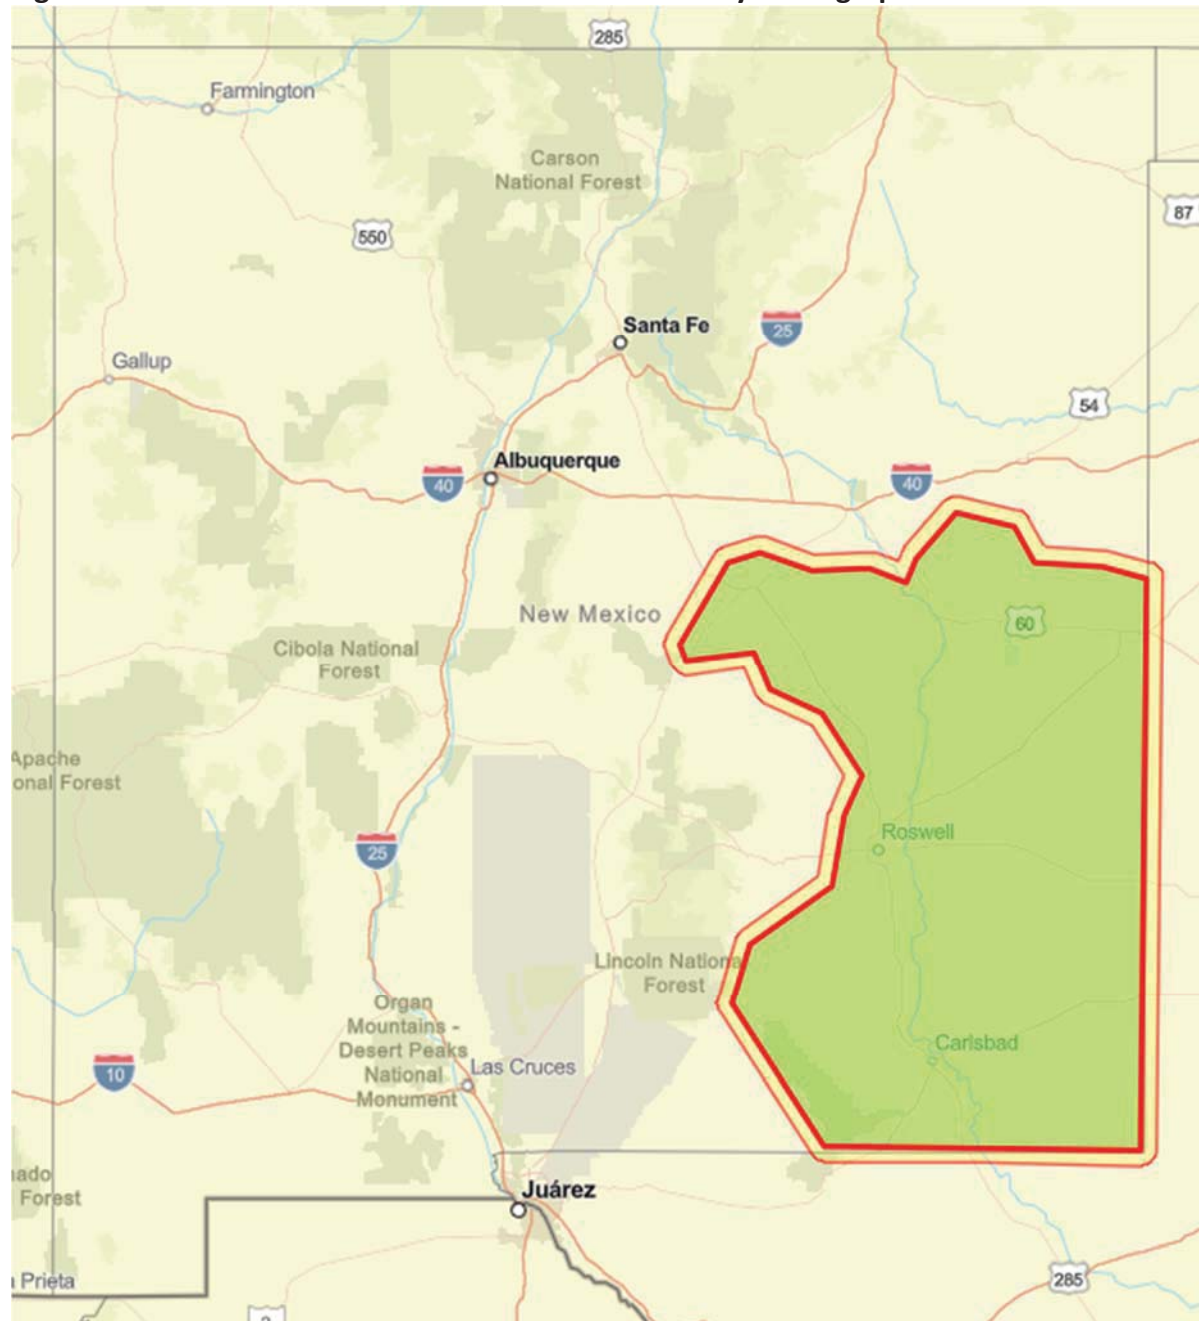 285
Farmington
Carson
National Forest
87
550
Santa Fe
25
Gallup
54
Albuquerque
40
40
New Mexico
60
Cibola National
Forest
Apache
onal Forest
Roswell
25
Lincoln Nationa
Forest
Organ
Mountains -
Desert Peaks
National
Monument
Carlsbad
Las Cruces
10
Forest
Juárez
Prieta
285